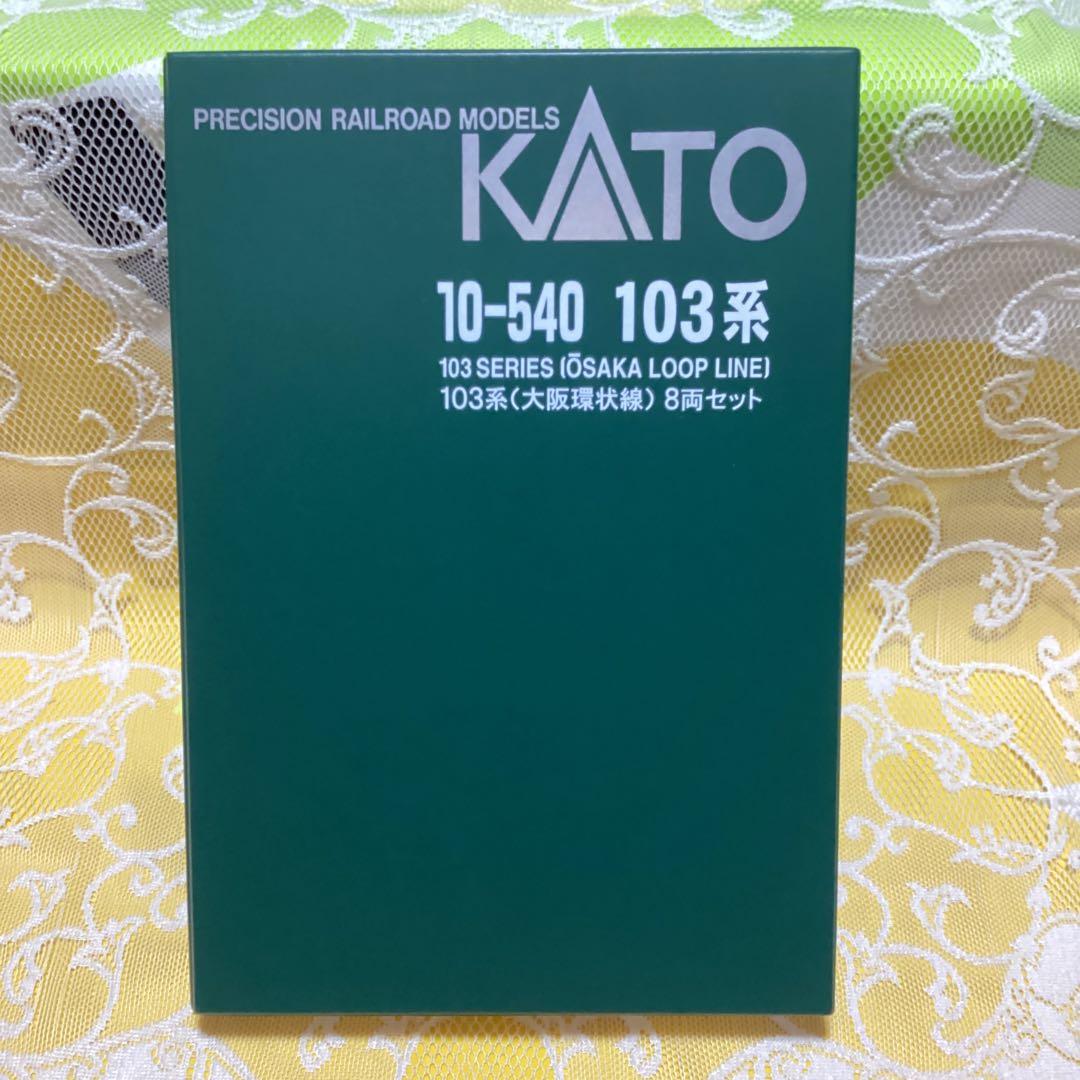 PRECISION RAILROAD MODELS
KATO
10-540 103系
103 SERIES (ŌSAKA LOOP LINE)
103系(大阪環状線) 8両セット